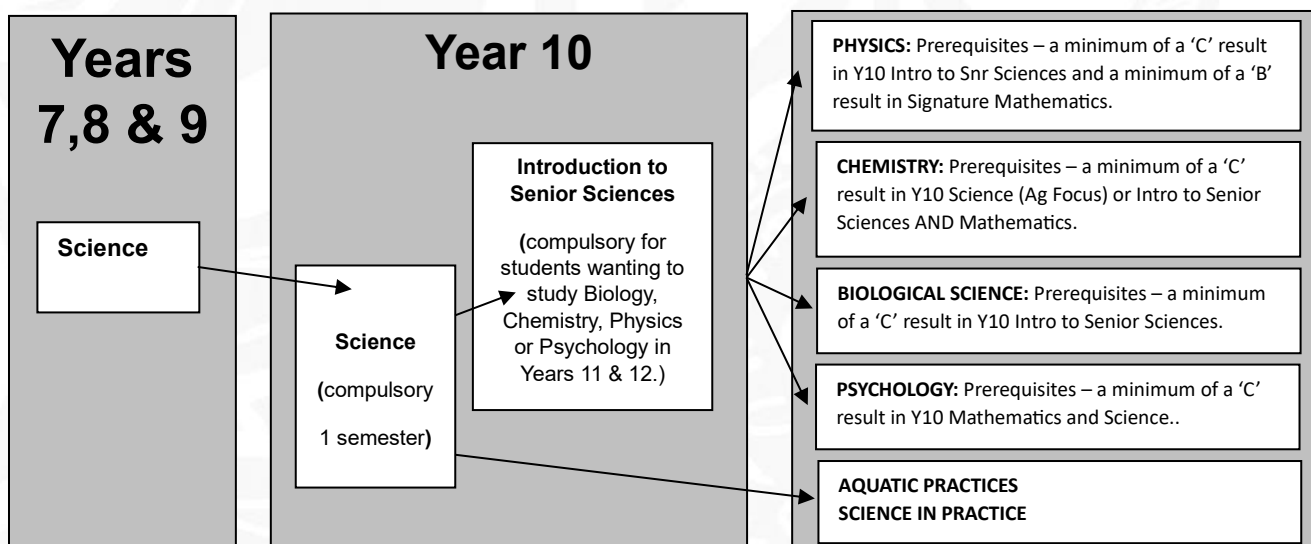 Years
7,8 & 9
Science
Year 10
Science
(compulsory
1 semester)
Introduction to
Senior Sciences
(compulsory for
students wanting to
study Biology,
Chemistry, Physics
or Psychology in
Years 11 & 12.)
PHYSICS: Prerequisites – a minimum of a ‘C’ result
in Y10 Intro to Snr Sciences and a minimum of a ‘B’
result in Signature Mathematics.
CHEMISTRY: Prerequisites – a minimum of a ‘C’
result in Y10 Science (Ag Focus) or Intro to Senior
Sciences AND Mathematics.
BIOLOGICAL SCIENCE: Prerequisites – a minimum
of a ‘C’ result in Y10 Intro to Senior Sciences.
PSYCHOLOGY: Prerequisites – a minimum of a ‘C’
result in Y10 Mathematics and Science..
AQUATIC PRACTICES
SCIENCE IN PRACTICE